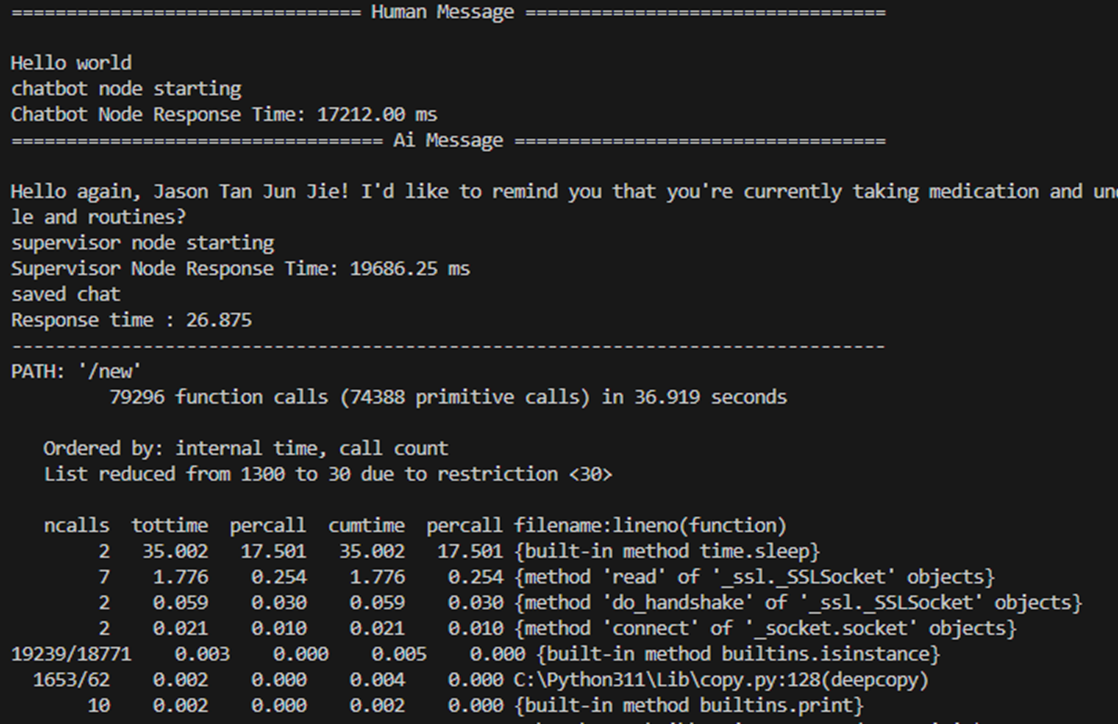 ================================ Human Message =================================
Hello world
chatbot node starting
Chatbot Node Response Time: 17212.00 ms
================================== Ai Message ==================================
Hello again, Jason Tan Jun Jie! I'd like to remind you that you're currently taking medication and
le and routines?
supervisor node starting
Supervisor Node Response Time: 19686.25 ms
saved chat
Response time : 26.875
--------------------------------------------------------------------------------
PATH: '/new'
79296 function calls (74388 primitive calls) in 36.919 seconds
Ordered by: internal time, call count
List reduced from 1300 to 30 due to restriction <30>
ncalls tottime percall cumtime percall filename:lineno(function)
2 35.002 17.501 35.002 17.501 {built-in method time.sleep}
7 1.776 0.254 1.776 0.254 {method 'read' of '_ssl._SSLSocket' objects}
2 0.059 0.030 0.059 0.030 {method 'do_handshake' of '_ssl._SSLSocket' objects}
2 0.021 0.010 0.021 0.010 {method 'connect' of '_socket.socket' objects}
19239/18771 0.003 0.000 0.005 0.000 {built-in method builtins.isinstance}
1653/62 0.002 0.000 0.004 0.000 C:\Python311\Lib\copy.py:128(deepcopy)
10 0.002 0.000 0.002 0.000 {built-in method builtins.print}